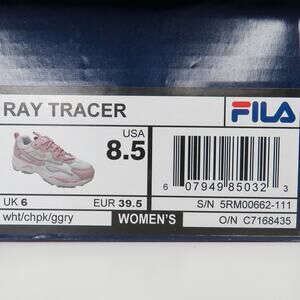 RAY TRACER
FILA
USA
8.5
6 07949 85032 3
UK 6
EUR 39.5
S/N 5RM00662-111
wht/chpk/ggry
WOMEN'S
O/N C7168435